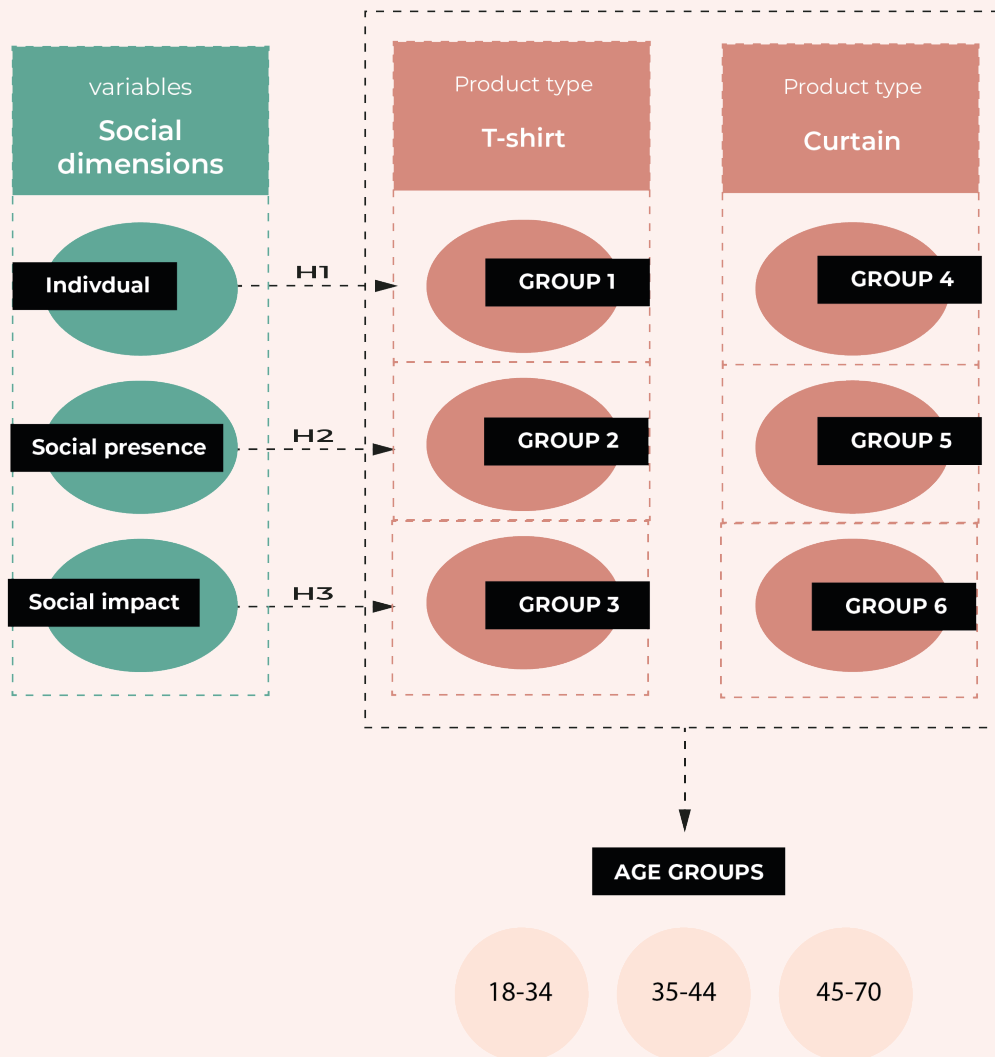 variables
Social
dimensions
Product type
T-shirt
Product type
Curtain
Indivdual
H1
GROUP 1
GROUP 4
Social presence
H2
GROUP 2
GROUP 5
Social impact
H3
GROUP 3
GROUP 6
AGE GROUPS
18-34
35-44
45-70